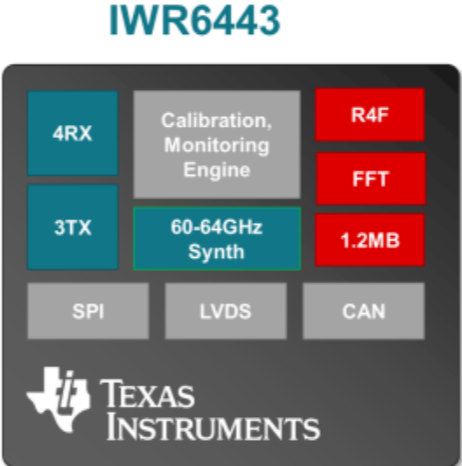 IWR6443
4RX
Calibration,
Monitoring
Engine
R4F
FFT
3TX
60-64GHz
Synth
1.2MB
SPI
LVDS
CAN
TEXAS
INSTRUMENTS